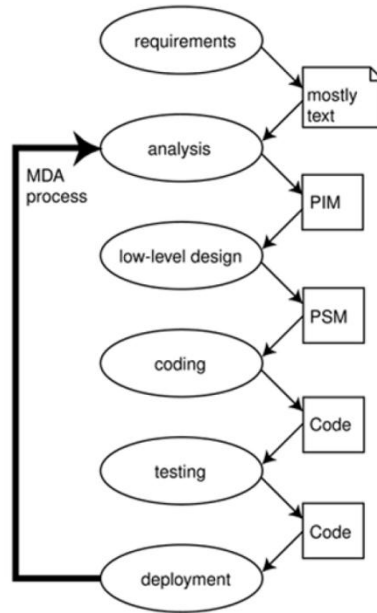 requirements
mostly
text
analysis
MDA
process
PIM
low-level design
PSM
coding
Code
testing
Code
deployment